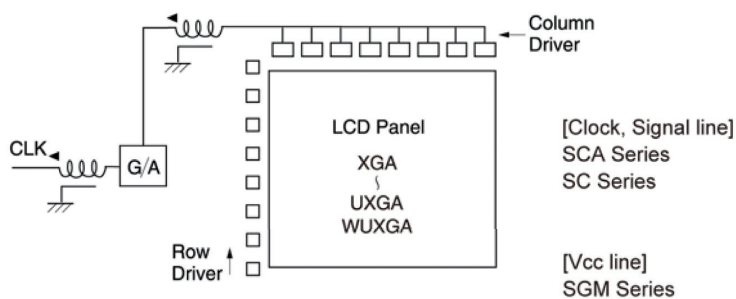 Column
Driver
LCD Panel
XGA
UXGA
WUXGA
CLK
G/A
Row
Driver
[Clock, Signal line]
SCA Series
SC Series
[Vcc line]
SGM Series